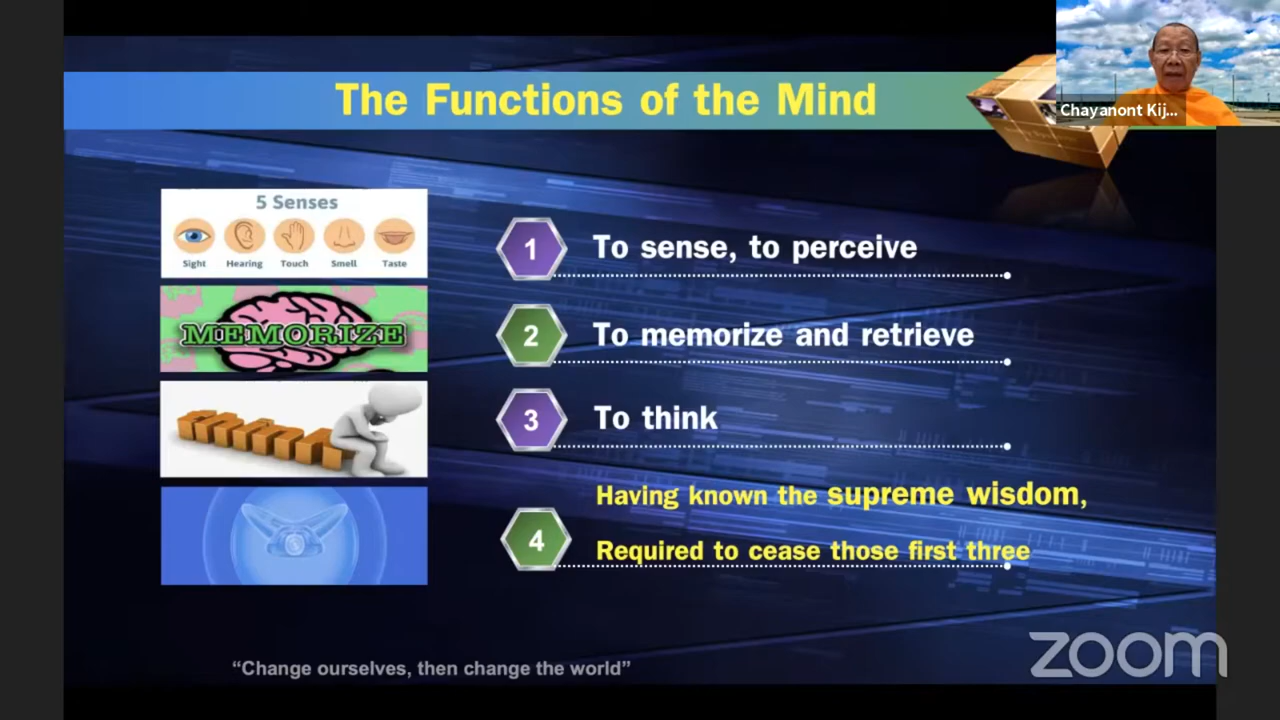 The Functions of the Mind
Chayanont Kij...
5 Senses
Sight Hearing Touch Smell Taste
MEMORIZE
think
1 To sense, to perceive
2 To memorize and retrieve
3 To think
4 Having known the supreme wisdom,
Required to cease those first three
“Change ourselves, then change the world”
zoom